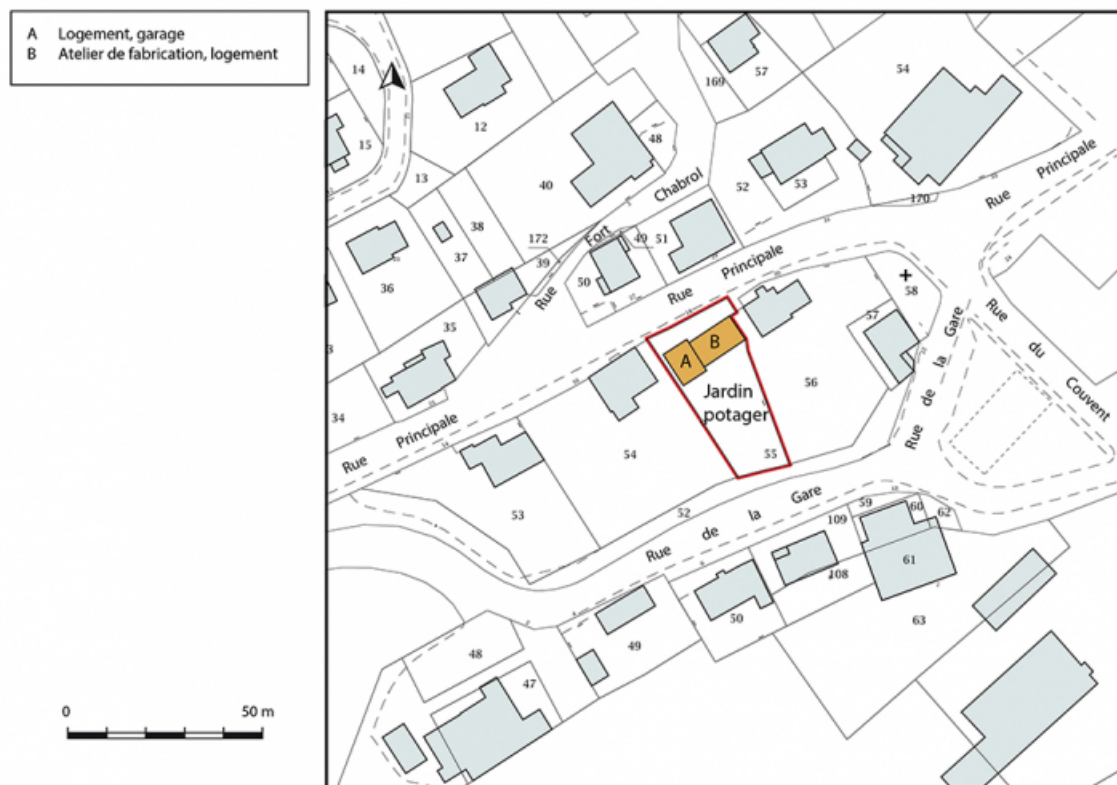 A Logement, garage
B Atelier de fabrication, logement
14
12
169
57
54
15
48
13
40
Chabrol
52
53
170
Rue Principale
38
172
Fort
49
51
37
39
50
Rue
Rue Principale
58
36
35
57
Rue du Couvent
A
B
Rue de la Gare
34
Jardin
potager
56
Rue Principale
54
55
53
52
Rue de la Gare
59
60
62
109
108
61
50
63
49
48
47
0 50 m